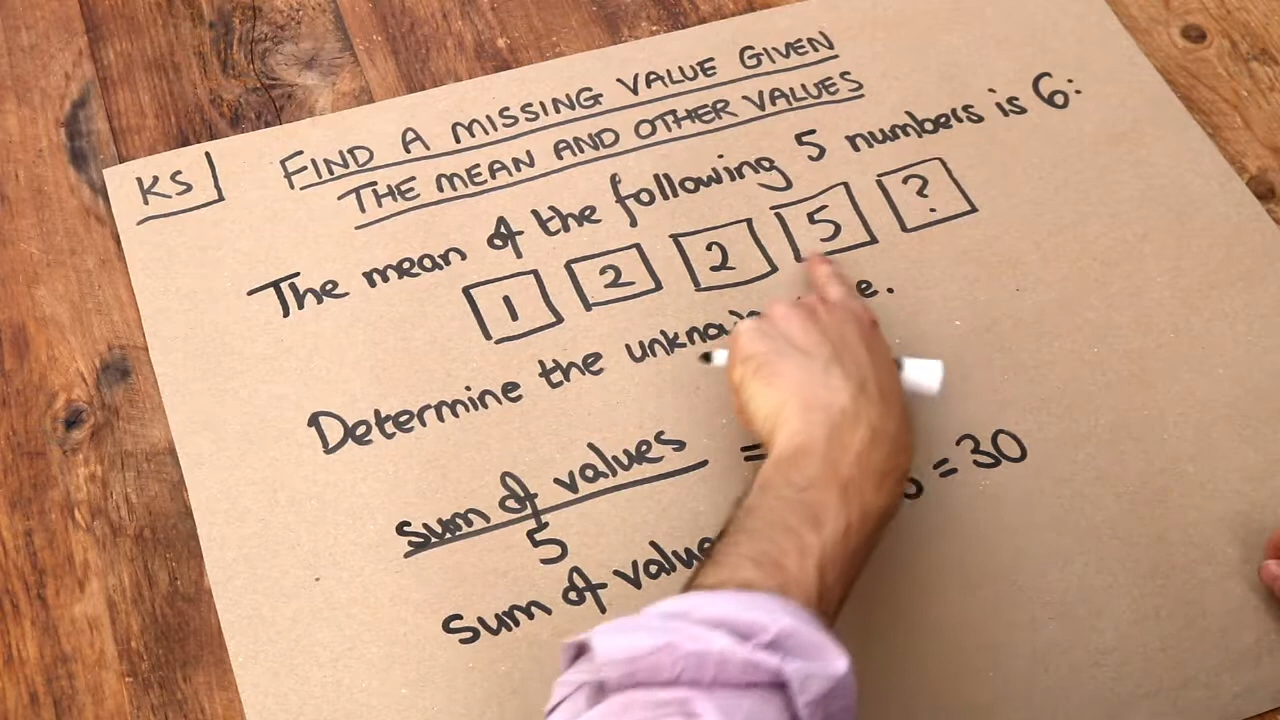 KS
FIND A MISSING VALUE GIVEN
THE MEAN AND OTHER VALUES
The mean of the following 5 numbers is 6:
1 2 2 5 ?
Determine the
sum of values =
5
= 30
sum of